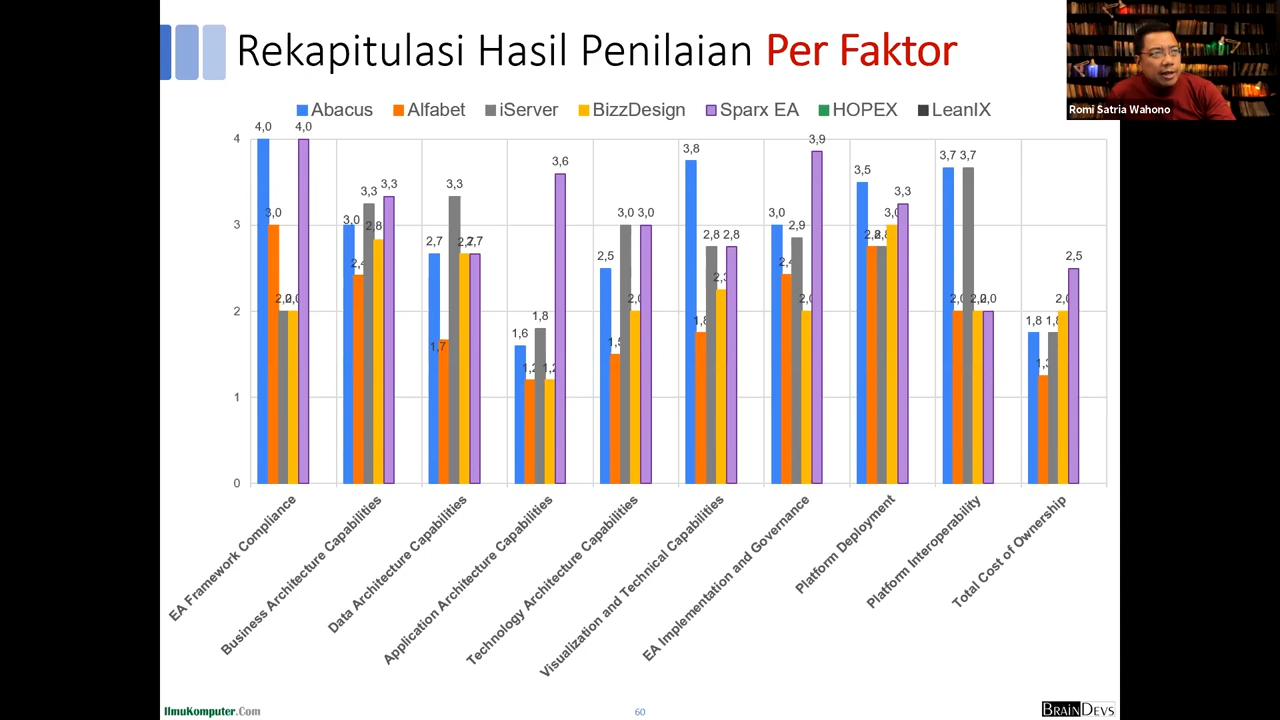 Rekapitulasi Hasil Penilaian Per Faktor
Romi Satria Wahono
Abacus Alfabet iServer BizzDesign Sparx EA HOPEX LeanIX
4
3
2
1
0
4,0 3,0 2,0 2,0 4,0
3,0 2,4 3,3 2,8 3,3
2,7 1,7 3,3 2,7 2,7
1,6 1,2 1,8 1,2 3,6
2,5 1,5 3,0 2,0 3,0
3,8 1,8 2,8 2,3 2,8
3,0 2,4 2,9 2,0 3,9
3,5 2,8 2,8 3,0 3,3
3,7 2,0 3,7 2,0 2,0
1,8 1,3 1,8 2,0 2,5
EA Framework Compliance
Business Architecture Capabilities
Data Architecture Capabilities
Application Architecture Capabilities
Technology Architecture Capabilities
Visualization and Technical Capabilities
EA Implementation and Governance
Platform Deployment
Platform Interoperability
Total Cost of Ownership
IlmuKomputer.Com
60
BRAINDEVS